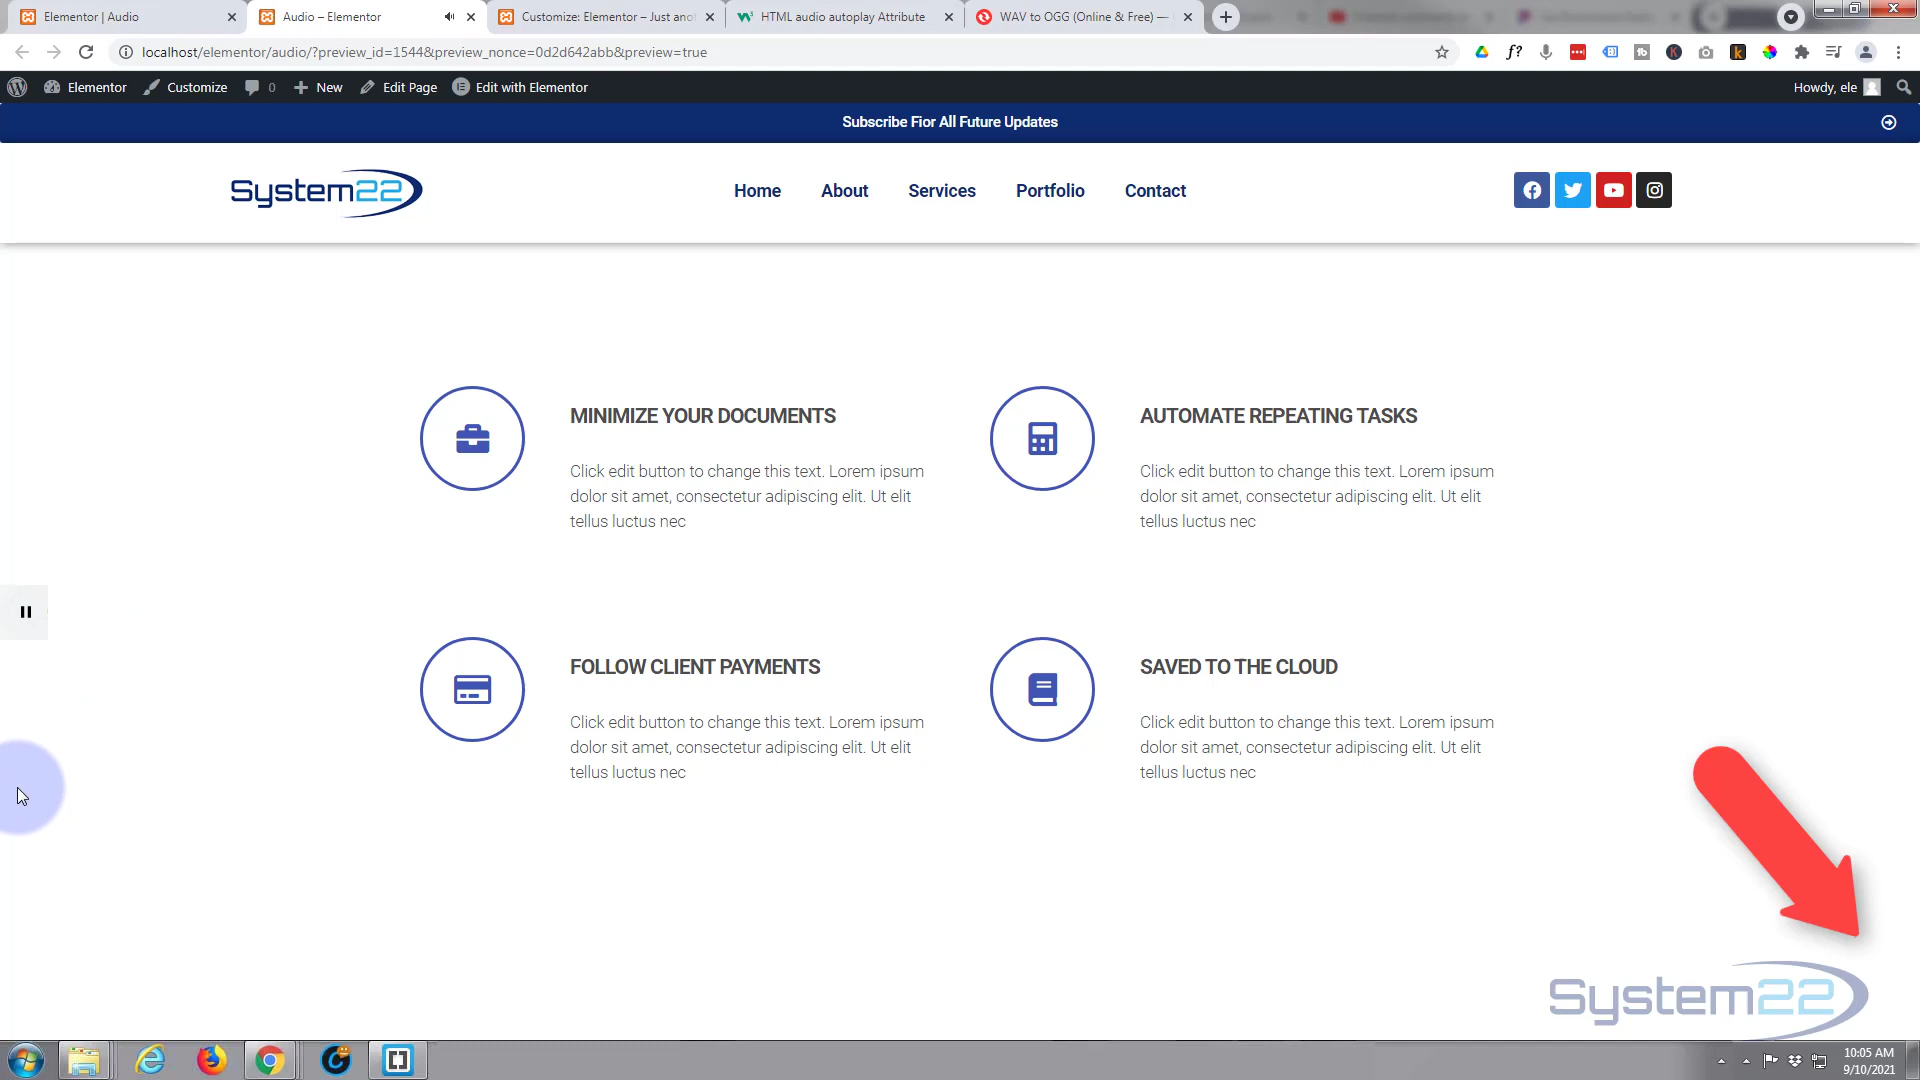 Elementor | Audio
Audio – Elementor
Customize: Elementor – Just ano
HTML audio autoplay Attribute
WAV to OGG (Online & Free) —
localhost/elementor/audio/?preview_id=1544&preview_nonce=0d2d642abb&preview=true
Elementor
Customize
0
New
Edit Page
Edit with Elementor
Howdy, ele
Subscribe Fior All Future Updates
System22
Home
About
Services
Portfolio
Contact
MINIMIZE YOUR DOCUMENTS
Click edit button to change this text. Lorem ipsum
dolor sit amet, consectetur adipiscing elit. Ut elit
tellus luctus nec
AUTOMATE REPEATING TASKS
Click edit button to change this text. Lorem ipsum
dolor sit amet, consectetur adipiscing elit. Ut elit
tellus luctus nec
FOLLOW CLIENT PAYMENTS
Click edit button to change this text. Lorem ipsum
dolor sit amet, consectetur adipiscing elit. Ut elit
tellus luctus nec
SAVED TO THE CLOUD
Click edit button to change this text. Lorem ipsum
dolor sit amet, consectetur adipiscing elit. Ut elit
tellus luctus nec
System22
10:05 AM
9/10/2021